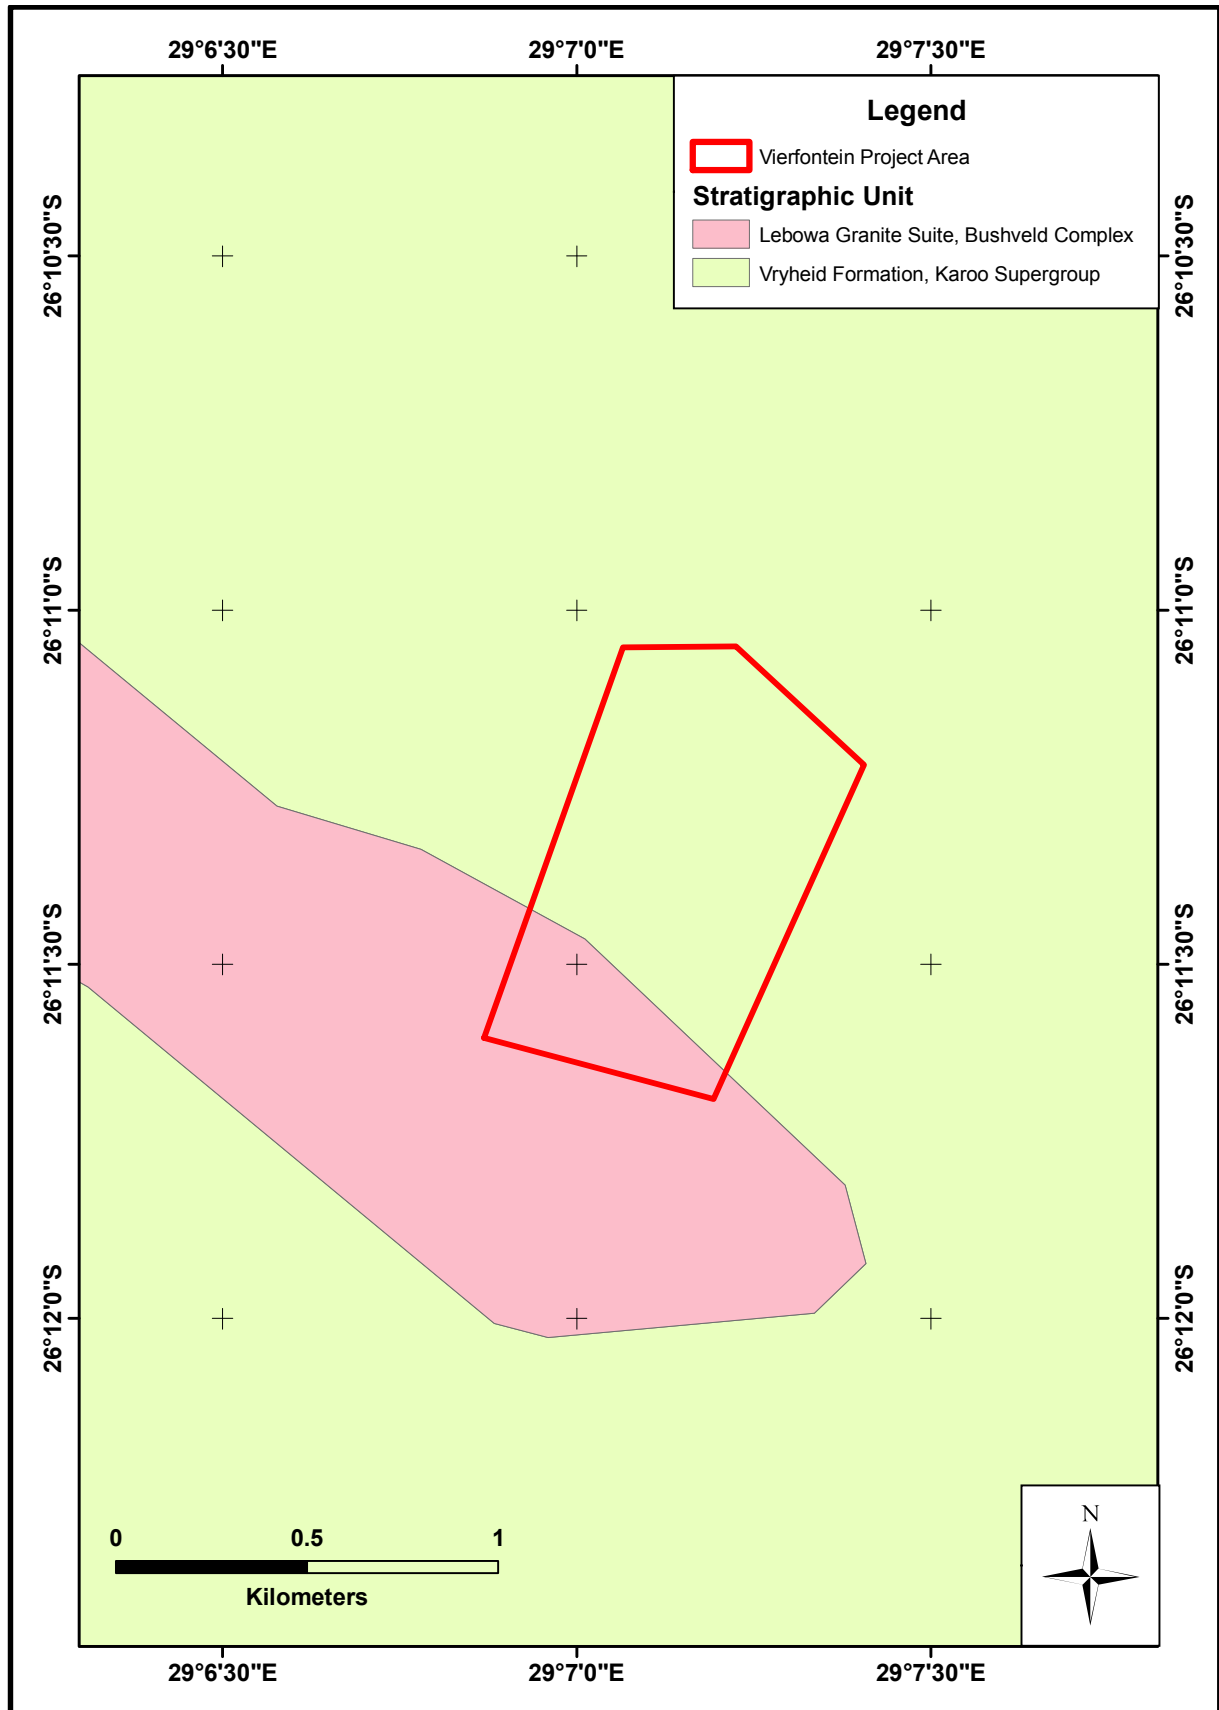 29°6'30"E 29°7'0"E 29°7'30"E
Legend
Vierfontein Project Area
Stratigraphic Unit
Lebowa Granite Suite, Bushveld Complex
Vryheid Formation, Karoo Supergroup
26°10'30"S 26°10'30"S
26°11'0"S 26°11'0"S
26°11'30"S 26°11'30"S
26°12'0"S 26°12'0"S
N
0 0.5 1
Kilometers
29°6'30"E 29°7'0"E 29°7'30"E